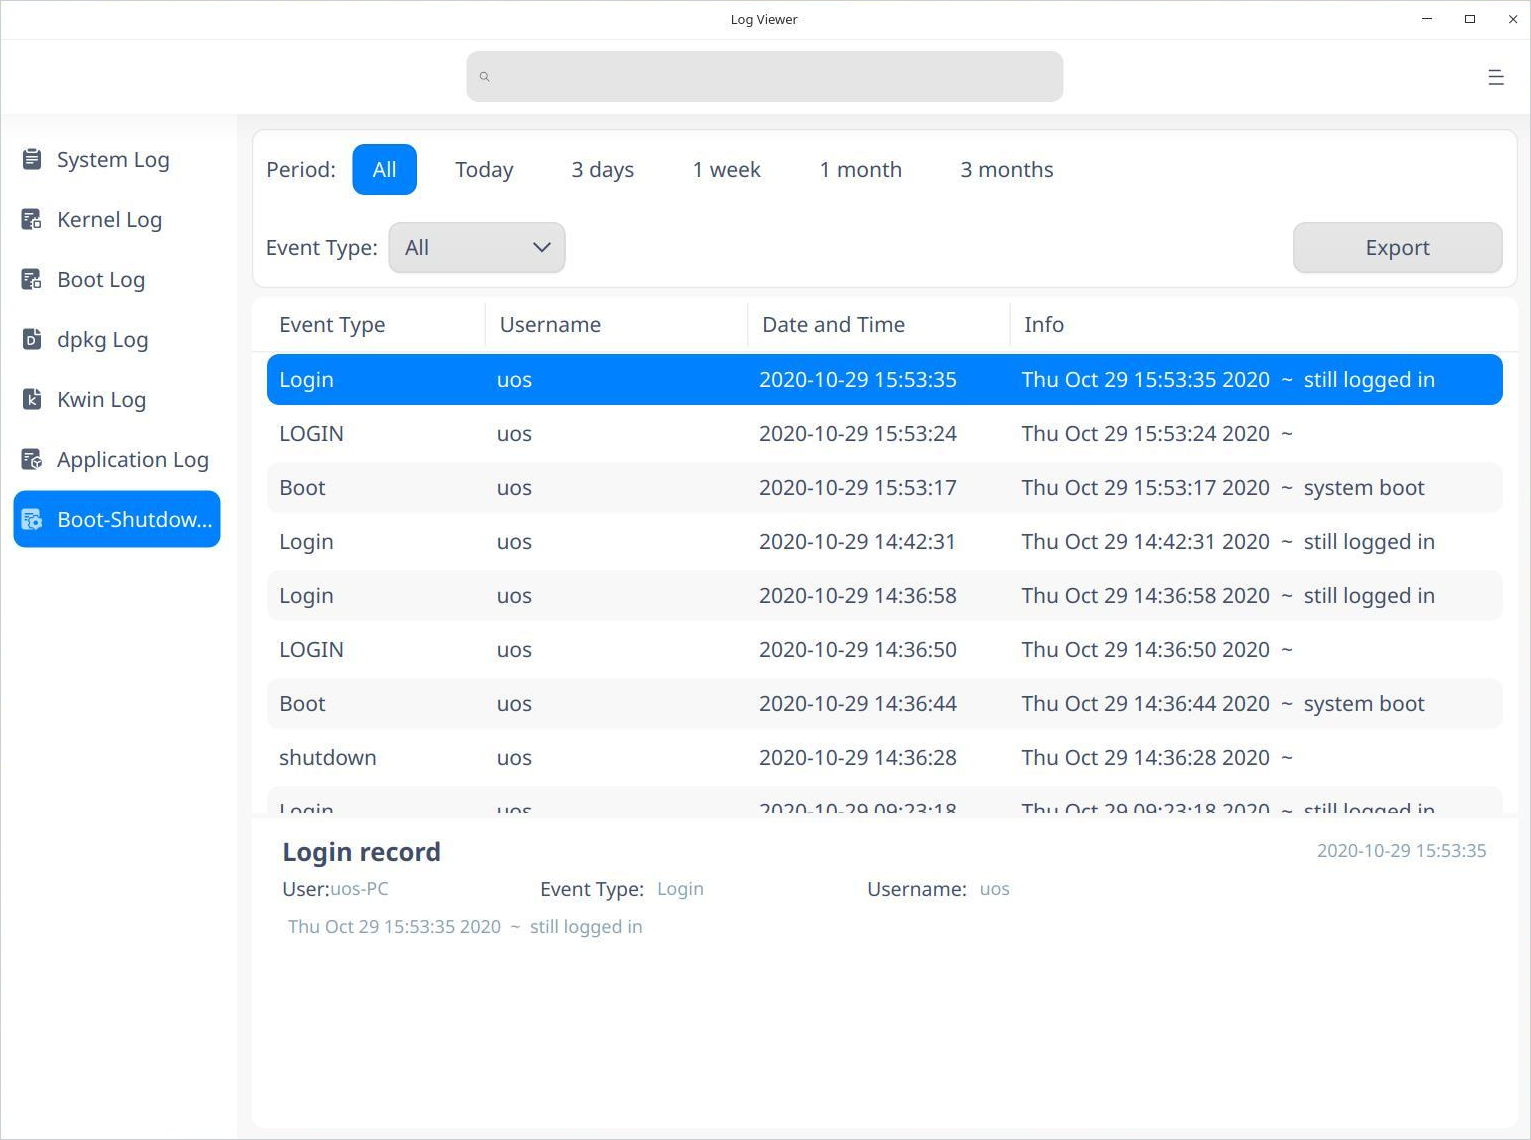 Log Viewer
System Log
Kernel Log
Boot Log
dpkg Log
Kwin Log
Application Log
Boot-Shutdow...
Period: All Today 3 days 1 week 1 month 3 months
Event Type: All Export
Event Type Username Date and Time Info
Login uos 2020-10-29 15:53:35 Thu Oct 29 15:53:35 2020 ~ still logged in
LOGIN uos 2020-10-29 15:53:24 Thu Oct 29 15:53:24 2020 ~
Boot uos 2020-10-29 15:53:17 Thu Oct 29 15:53:17 2020 ~ system boot
Login uos 2020-10-29 14:42:31 Thu Oct 29 14:42:31 2020 ~ still logged in
Login uos 2020-10-29 14:36:58 Thu Oct 29 14:36:58 2020 ~ still logged in
LOGIN uos 2020-10-29 14:36:50 Thu Oct 29 14:36:50 2020 ~
Boot uos 2020-10-29 14:36:44 Thu Oct 29 14:36:44 2020 ~ system boot
shutdown uos 2020-10-29 14:36:28 Thu Oct 29 14:36:28 2020 ~
Login uos 2020-10-29 09:23:18 Thu Oct 29 09:23:18 2020 ~ still logged in
Login record 2020-10-29 15:53:35
User:uos-PC Event Type: Login Username: uos
Thu Oct 29 15:53:35 2020 ~ still logged in